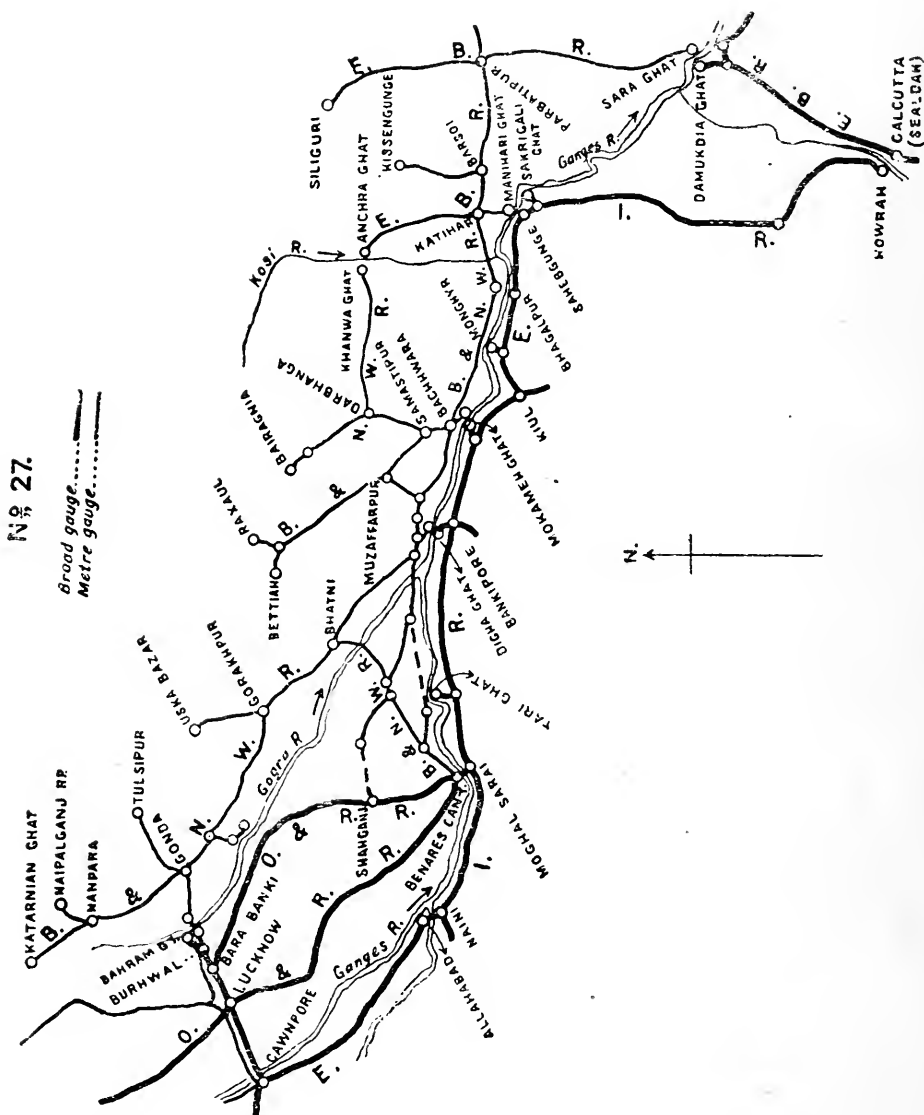 No. 27.
Broad gauge
Metre gauge
SILIGURI
KISSENGUNGE
ANCHRA GHAT
Kosi R.
KHANWA GHAT
DARBHANGA
BAIRAGNIA
RAXAUL
BETTIAH
SAMASTIPUR
BACHHWARA
MUZAFFARPUR
MONGHYR
KATIHAR
BARSOI
PARBATIPUR
MANIHARI GHAT
SAKRIGALI GHAT
Ganges R.
SARA GHAT
DAMUKDIA GHAT
CALCUTTA
(SEALDAH)
HOWRAH
SAHEBGUNGE
BHAGALPUR
KIUL
MOKAMEH GHAT
BANKIPORE
DIGHA GHAT
TARI GHAT
MOGHAL SARAI
BENARES CANT.
SHAHGANJ
BHATNI
GORAKHPUR
USKA BAZAR
Gogra R
TULSIPUR
GONDA
KATARNIAN GHAT
NAIPALGANJ RD.
NANPARA
BAHRAM GT.
BURHWAL
BARA BANKI
LUCKNOW
CAWNPORE
Ganges R.
NAINI
ALLAHABAD
E. B. R.
E. B. R.
E. B. R.
E. I. R.
E. I. R.
B. & N. W. R.
B. & N. W. R.
B. & N. W. R.
B. & N. W. R.
O. & R. R.
O. & R. R.
N.